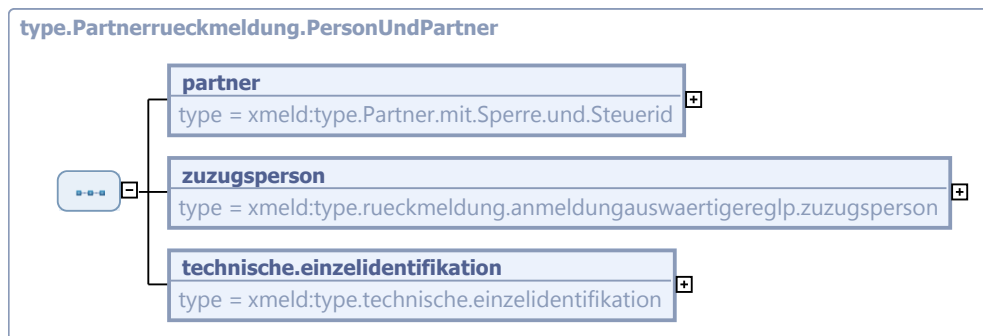 type.Partnerrueckmeldung.PersonUndPartner
partner
type = xmeld:type.Partner.mit.Sperre.und.Steuerid
zuzugsperson
type = xmeld:type.rueckmeldung.anmeldungauswaertigereglp.zuzugsperson
technische.einzelidentifikation
type = xmeld:type.technische.einzelidentifikation